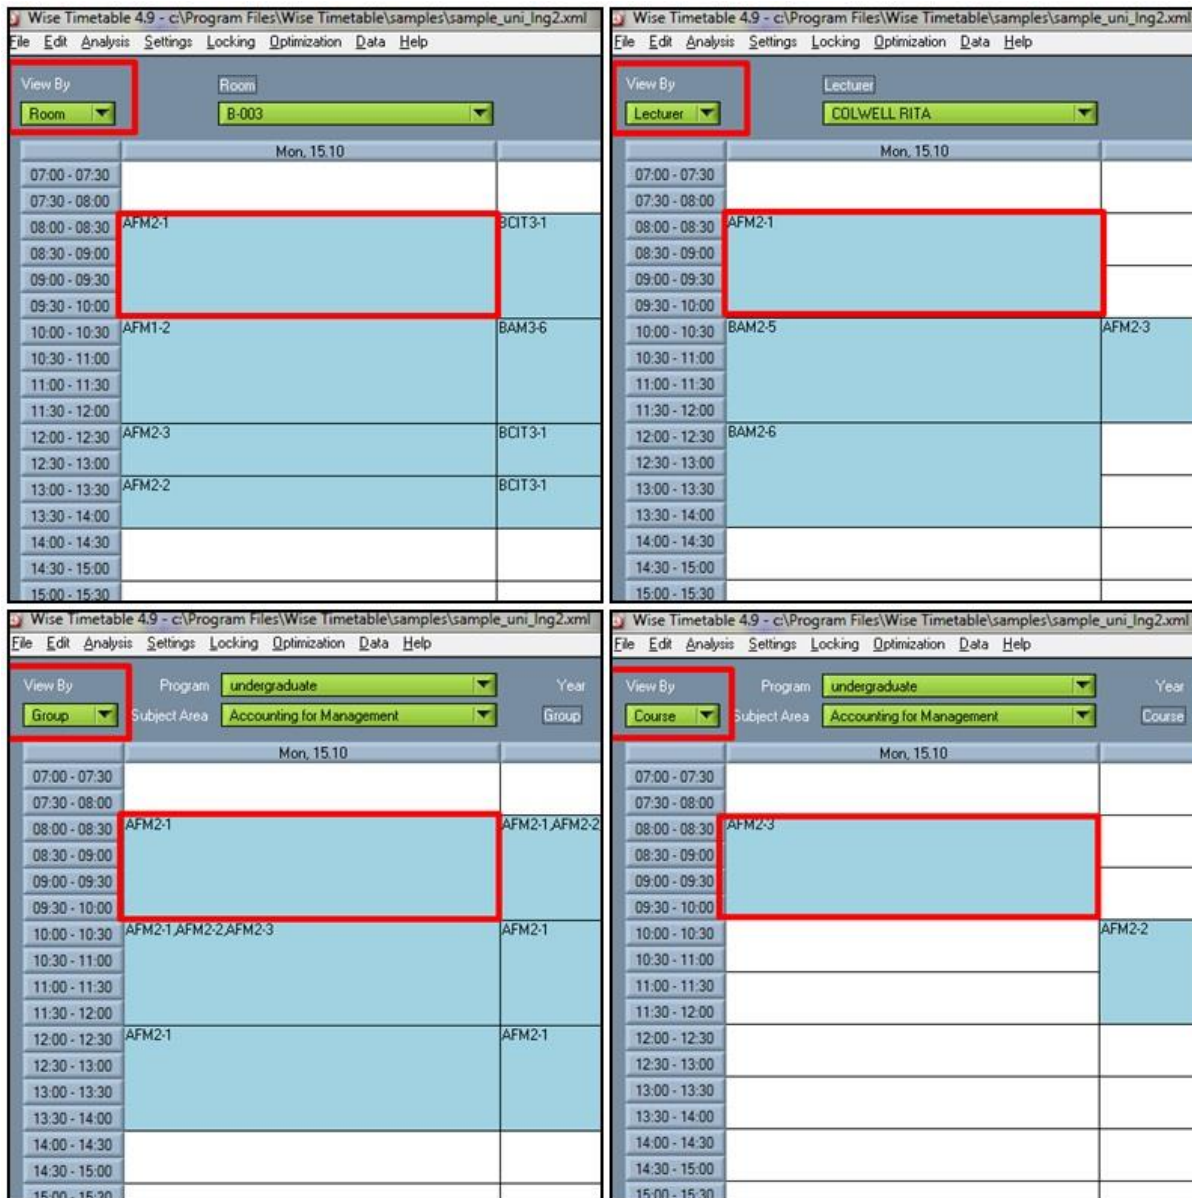 Wise Timetable 4.9 - c:\Program Files\Wise Timetable\samples\sample_uni_lng2.xml
File Edit Analysis Settings Locking Optimization Data Help
View By Room
Room B-003
Mon, 15.10
07:00 - 07:30
07:30 - 08:00
08:00 - 08:30 AFM2-1 BCIT3-1
08:30 - 09:00
09:00 - 09:30
09:30 - 10:00
10:00 - 10:30 AFM1-2 BAM3-6
10:30 - 11:00
11:00 - 11:30
11:30 - 12:00
12:00 - 12:30 AFM2-3 BCIT3-1
12:30 - 13:00
13:00 - 13:30 AFM2-2 BCIT3-1
13:30 - 14:00
14:00 - 14:30
14:30 - 15:00
15:00 - 15:30
Wise Timetable 4.9 - c:\Program Files\Wise Timetable\samples\sample_uni_lng2.xml
File Edit Analysis Settings Locking Optimization Data Help
View By Lecturer
Lecturer COLWELL RITA
Mon, 15.10
07:00 - 07:30
07:30 - 08:00
08:00 - 08:30 AFM2-1
08:30 - 09:00
09:00 - 09:30
09:30 - 10:00
10:00 - 10:30 BAM2-5 AFM2-3
10:30 - 11:00
11:00 - 11:30
11:30 - 12:00
12:00 - 12:30 BAM2-6
12:30 - 13:00
13:00 - 13:30
13:30 - 14:00
14:00 - 14:30
14:30 - 15:00
15:00 - 15:30
Wise Timetable 4.9 - c:\Program Files\Wise Timetable\samples\sample_uni_lng2.xml
File Edit Analysis Settings Locking Optimization Data Help
View By Program undergraduate Year
Group Subject Area Accounting for Management Group
Mon, 15.10
07:00 - 07:30
07:30 - 08:00
08:00 - 08:30 AFM2-1 AFM2-1,AFM2-2
08:30 - 09:00
09:00 - 09:30
09:30 - 10:00
10:00 - 10:30 AFM2-1,AFM2-2,AFM2-3 AFM2-1
10:30 - 11:00
11:00 - 11:30
11:30 - 12:00
12:00 - 12:30 AFM2-1 AFM2-1
12:30 - 13:00
13:00 - 13:30
13:30 - 14:00
14:00 - 14:30
14:30 - 15:00
15:00 - 15:30
Wise Timetable 4.9 - c:\Program Files\Wise Timetable\samples\sample_uni_lng2.xml
File Edit Analysis Settings Locking Optimization Data Help
View By Program undergraduate Year
Course Subject Area Accounting for Management Course
Mon, 15.10
07:00 - 07:30
07:30 - 08:00
08:00 - 08:30 AFM2-3
08:30 - 09:00
09:00 - 09:30
09:30 - 10:00
10:00 - 10:30 AFM2-2
10:30 - 11:00
11:00 - 11:30
11:30 - 12:00
12:00 - 12:30
12:30 - 13:00
13:00 - 13:30
13:30 - 14:00
14:00 - 14:30
14:30 - 15:00
15:00 - 15:30